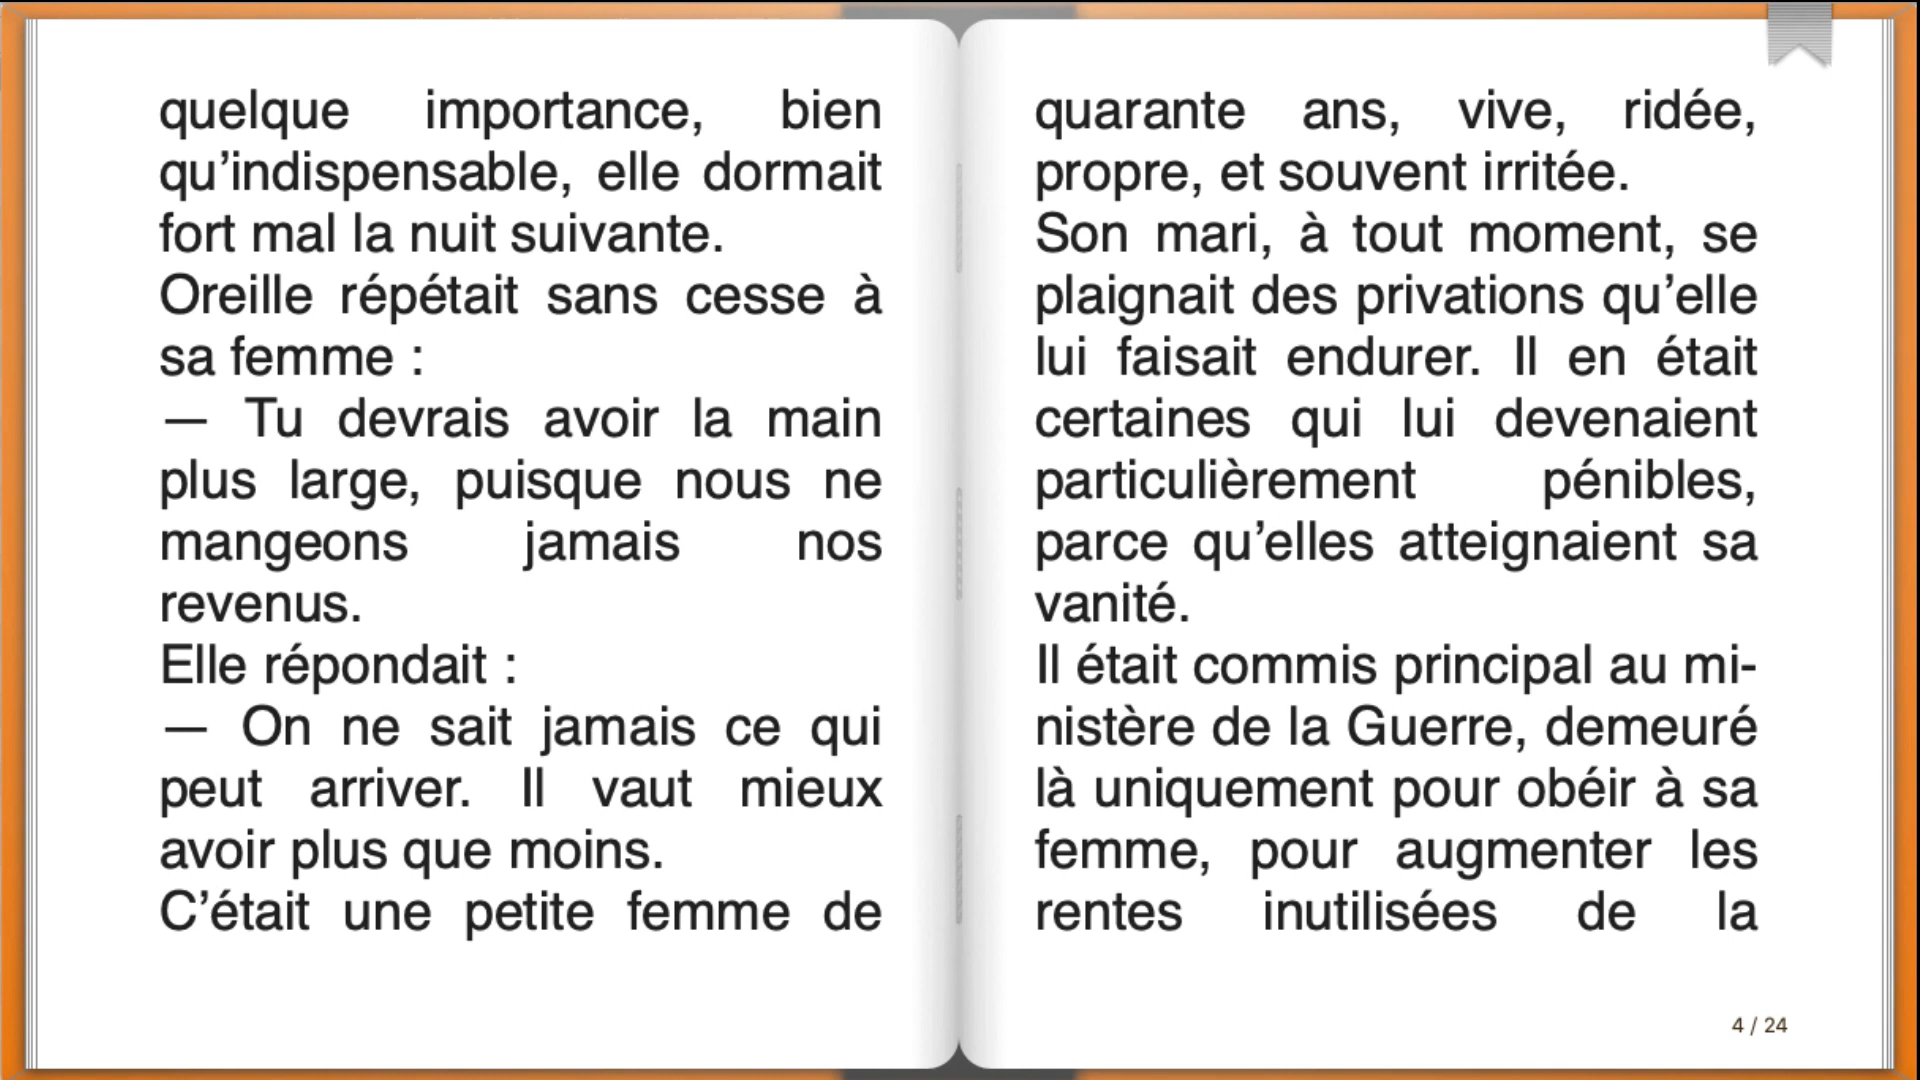 quelque importance, bien
qu’indispensable, elle dormait
fort mal la nuit suivante.
Oreille répétait sans cesse à
sa femme :
— Tu devrais avoir la main
plus large, puisque nous ne
mangeons jamais nos
revenus.
Elle répondait :
— On ne sait jamais ce qui
peut arriver. Il vaut mieux
avoir plus que moins.
C’était une petite femme de
quarante ans, vive, ridée,
propre, et souvent irritée.
Son mari, à tout moment, se
plaignait des privations qu’elle
lui faisait endurer. Il en était
certaines qui lui devenaient
particulièrement pénibles,
parce qu’elles atteignaient sa
vanité.
Il était commis principal au mi-
nistère de la Guerre, demeuré
là uniquement pour obéir à sa
femme, pour augmenter les
rentes inutilisées de la
4 / 24